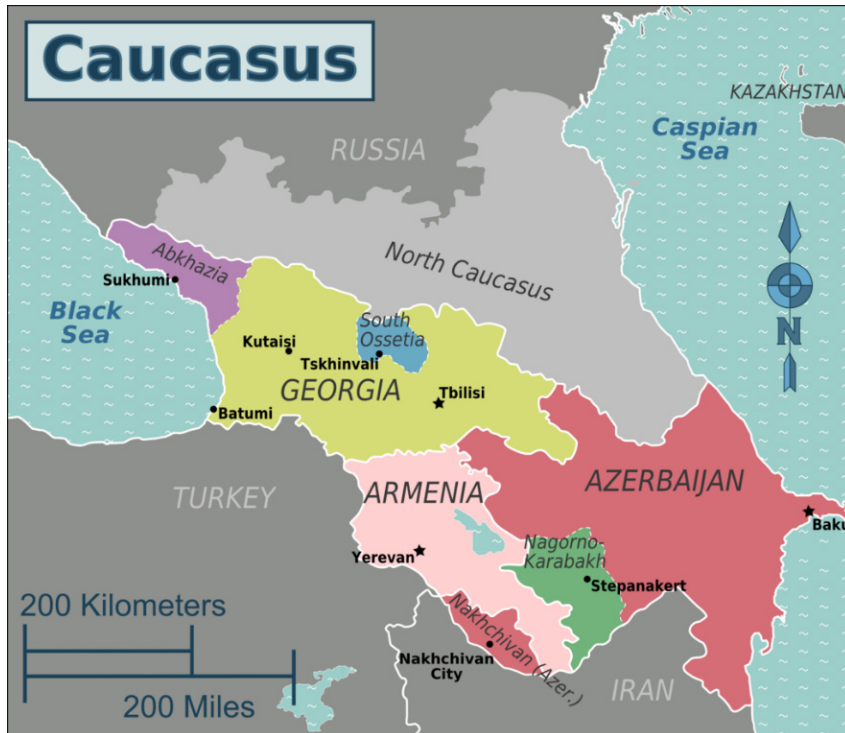 Caucasus
KAZAKHSTAN
RUSSIA
Caspian
Sea
North Caucasus
Abkhazia
Sukhumi
Black
Sea
South
Ossetia
Kutaisi
Tskhinvali
GEORGIA
Tbilisi
N
Batumi
TURKEY
ARMENIA
AZERBAIJAN
Baku
Nagorno-
Karabakh
Yerevan
Stepanakert
200 Kilometers
Nakhchivan (Azer.)
Nakhchivan
City
IRAN
200 Miles